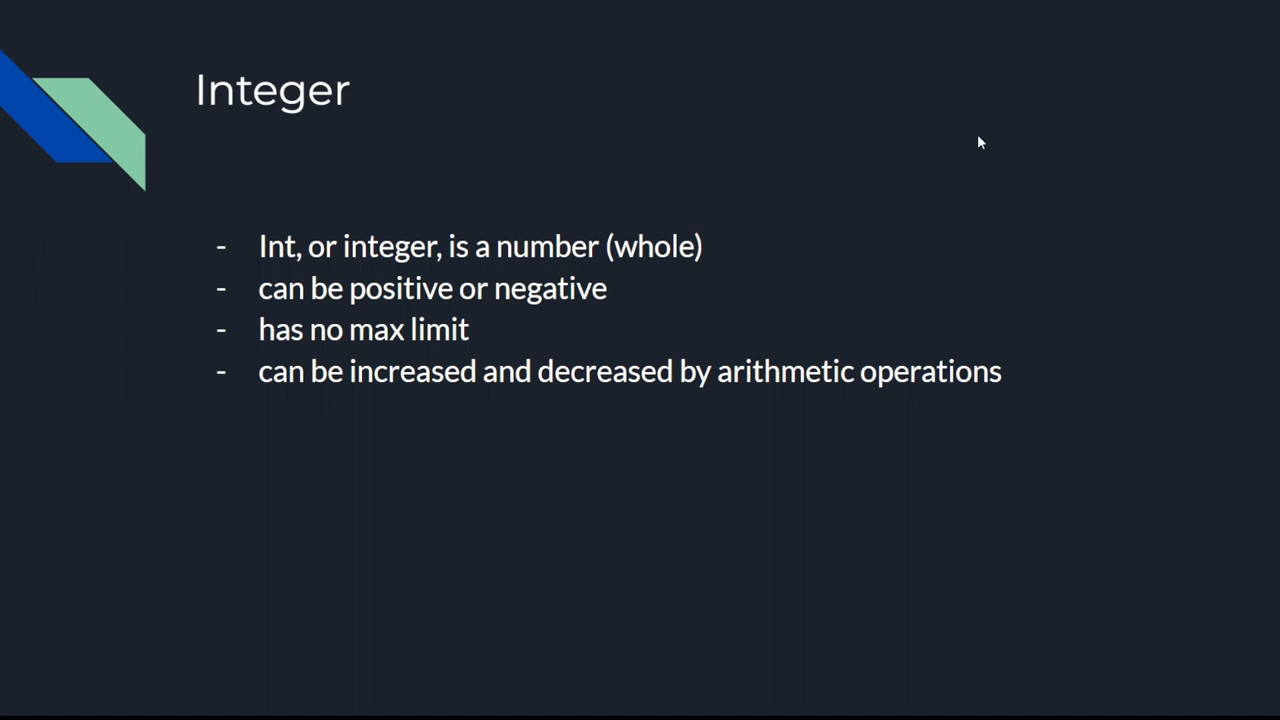 Integer
- Int, or integer, is a number (whole)
- can be positive or negative
- has no max limit
- can be increased and decreased by arithmetic operations